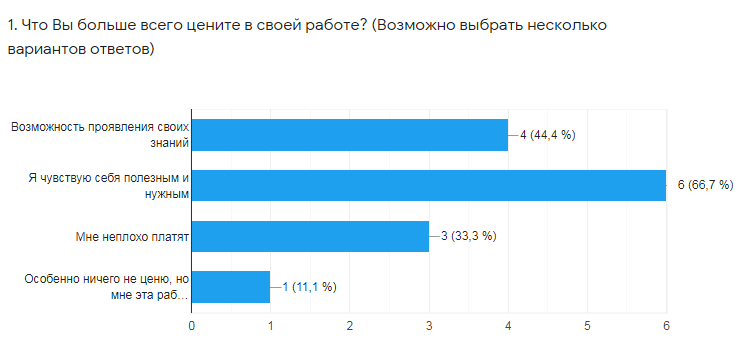 1. Что Вы больше всего цените в своей работе? (Возможно выбрать несколько
вариантов ответов)
Возможность проявления своих
знаний
4 (44,4 %)
Я чувствую себя полезным и
нужным
6 (66,7 %)
Мне неплохо платят
3 (33,3 %)
Особенно ничего не ценю, но
мне эта раб...
1 (11,1 %)
0 1 2 3 4 5 6